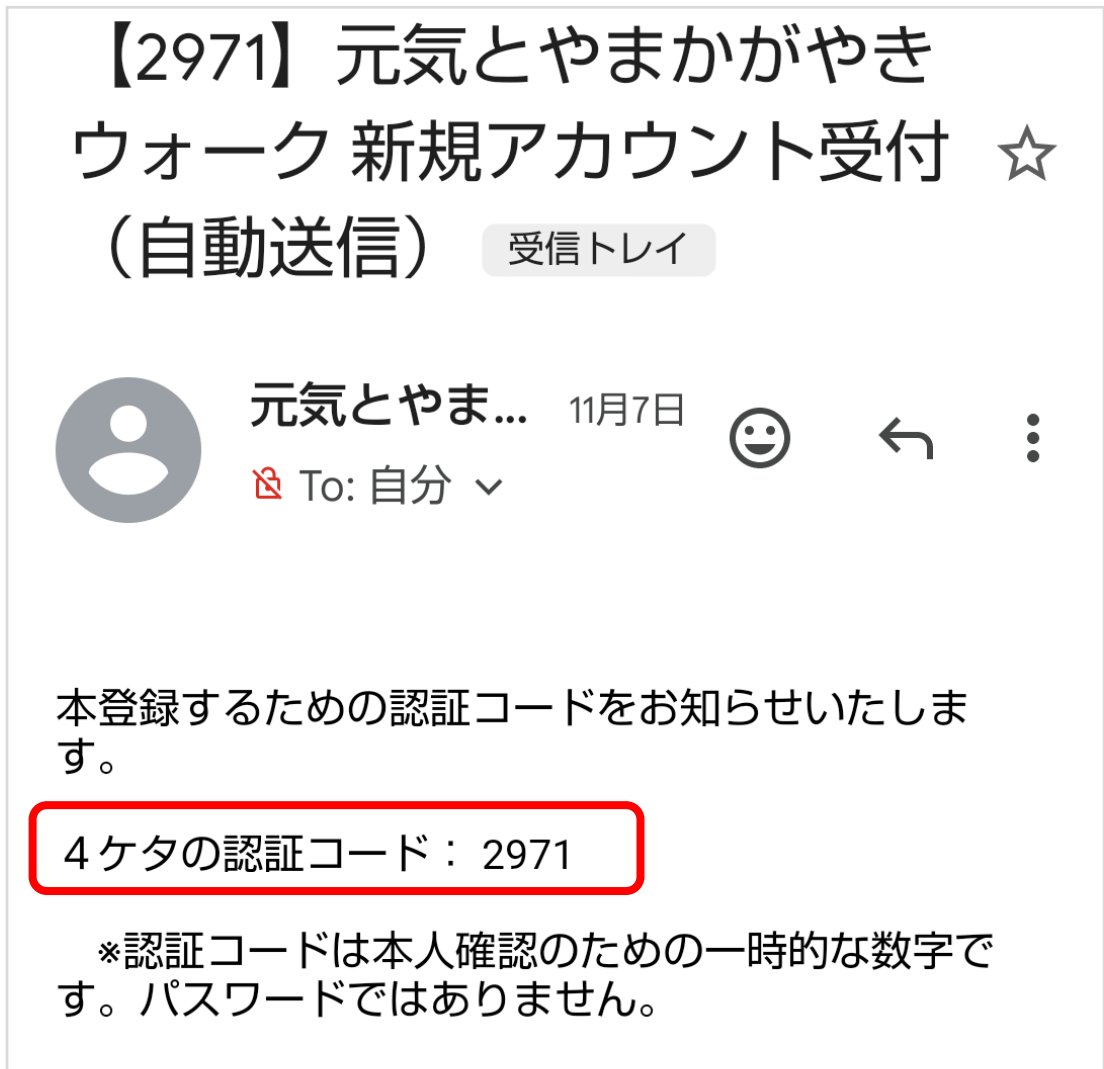 【2971】元気とやまかがやき
ウォーク 新規アカウント受付
（自動送信） 受信トレイ
元気とやま... 11月7日
To: 自分
本登録するための認証コードをお知らせいたしま
す。
４ケタの認証コード： 2971
※認証コードは本人確認のための一時的な数字で
す。パスワードではありません。